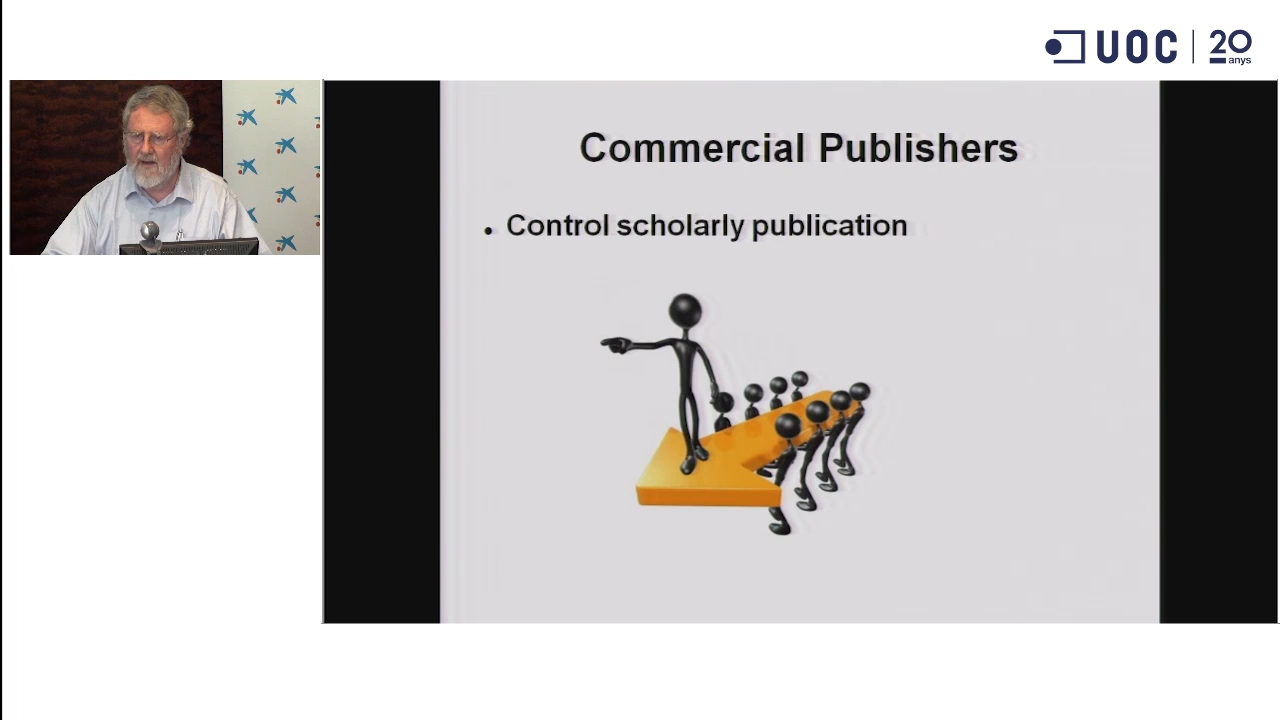 UOC
20
anys
Commercial Publishers
• Control scholarly publication